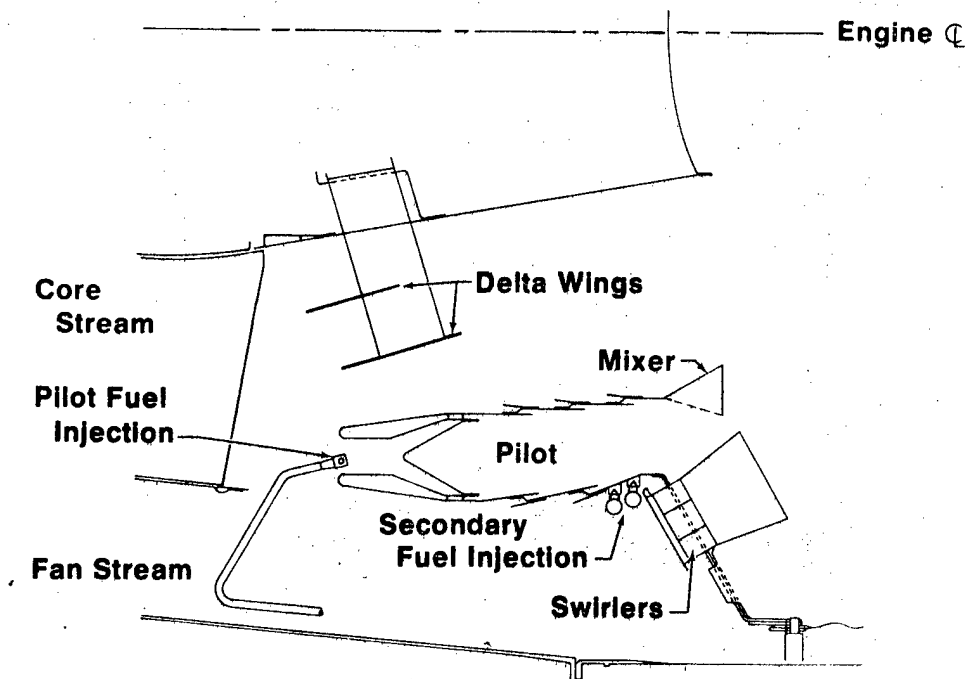 Engine ℄
Delta Wings
Core
Stream
Mixer
Pilot Fuel
Injection
Pilot
Secondary
Fuel Injection
Fan Stream
Swirlers